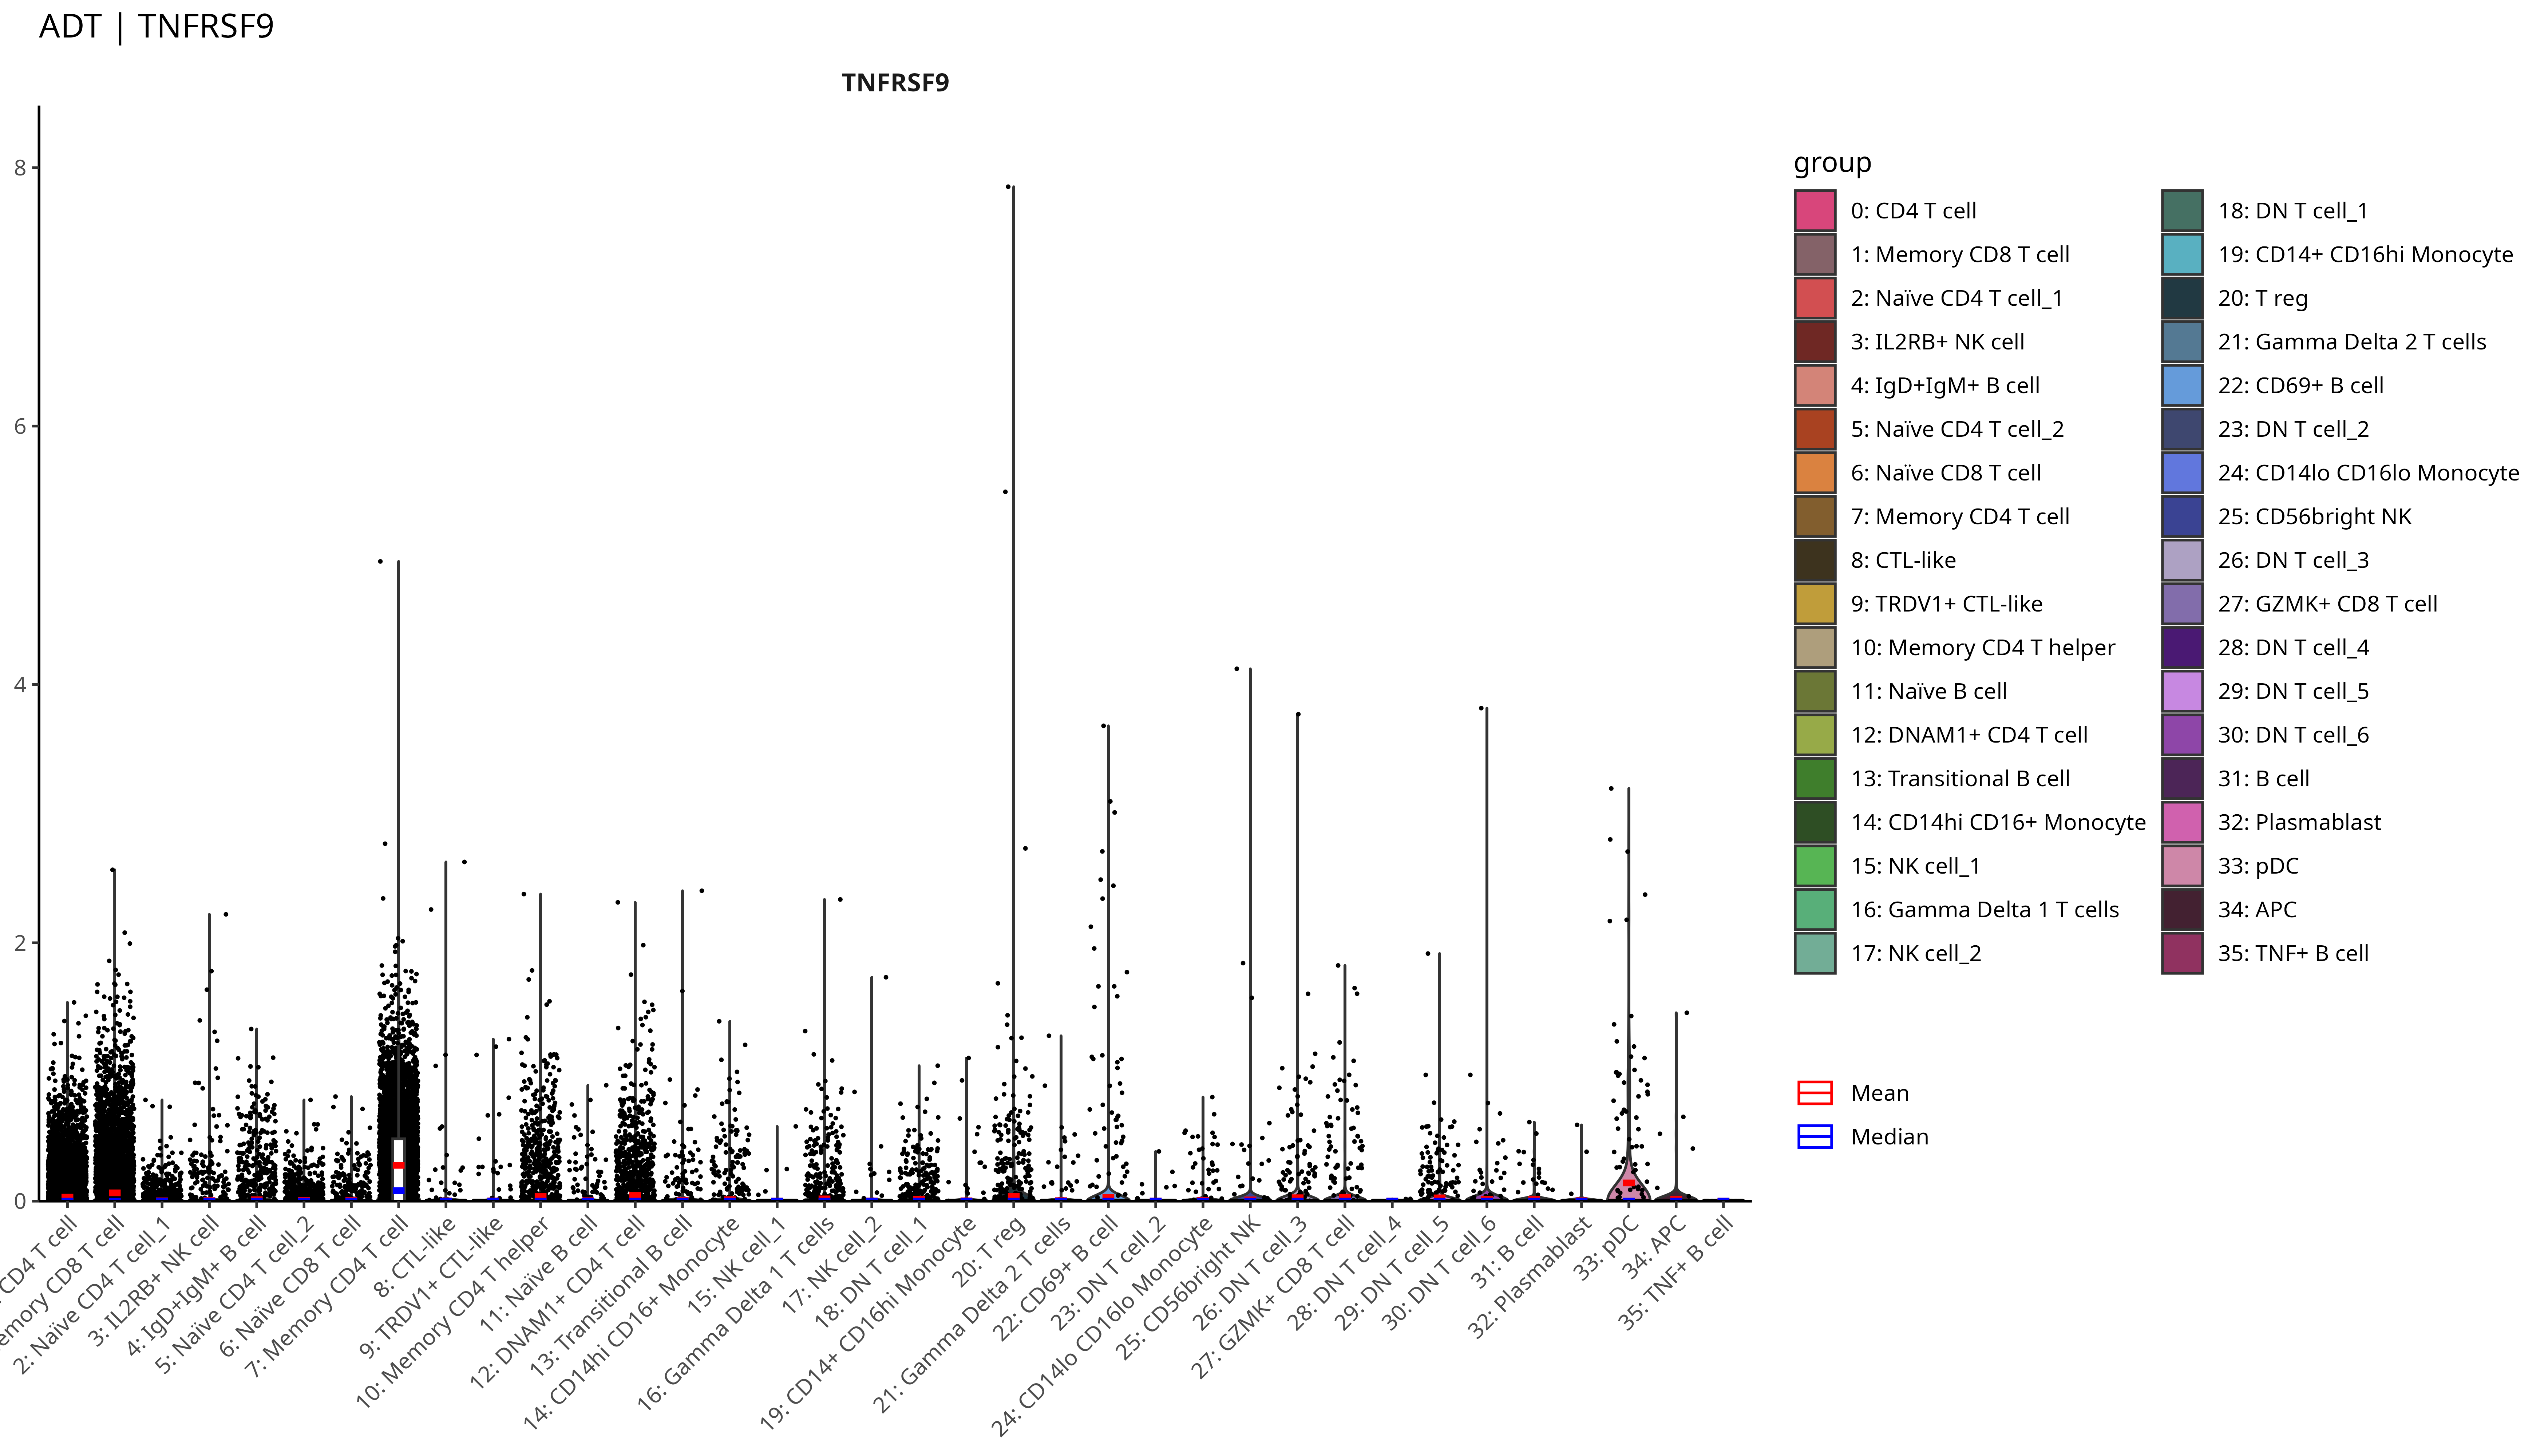 ADT | TNFRSF9
TNFRSF9
8
6
4
2
0
CD4 T cell
CD8 T cell
2: Naïve CD4 T cell_1
3: IL2RB+ NK cell
4: IgD+IgM+ B cell
5: Naïve CD4 T cell_2
6: Naïve CD8 T cell
7: Memory CD4 T cell
8: CTL-like
9: TRDV1+ CTL-like
10: Memory CD4 T helper
11: Naïve B cell
12: DNAM1+ CD4 T cell
13: Transitional B cell
14: CD14hi CD16+ Monocyte
15: NK cell_1
16: Gamma Delta 1 T cells
17: NK cell_2
18: DN T cell_1
19: CD14+ CD16hi Monocyte
20: T reg
21: Gamma Delta 2 T cells
22: CD69+ B cell
23: DN T cell_2
24: CD14lo CD16lo Monocyte
25: CD56bright NK
26: DN T cell_3
27: GZMK+ CD8 T cell
28: DN T cell_4
29: DN T cell_5
30: DN T cell_6
31: B cell
32: Plasmablast
33: pDC
34: APC
35: TNF+ B cell
group
0: CD4 T cell
1: Memory CD8 T cell
2: Naïve CD4 T cell_1
3: IL2RB+ NK cell
4: IgD+IgM+ B cell
5: Naïve CD4 T cell_2
6: Naïve CD8 T cell
7: Memory CD4 T cell
8: CTL-like
9: TRDV1+ CTL-like
10: Memory CD4 T helper
11: Naïve B cell
12: DNAM1+ CD4 T cell
13: Transitional B cell
14: CD14hi CD16+ Monocyte
15: NK cell_1
16: Gamma Delta 1 T cells
17: NK cell_2
18: DN T cell_1
19: CD14+ CD16hi Monocyte
20: T reg
21: Gamma Delta 2 T cells
22: CD69+ B cell
23: DN T cell_2
24: CD14lo CD16lo Monocyte
25: CD56bright NK
26: DN T cell_3
27: GZMK+ CD8 T cell
28: DN T cell_4
29: DN T cell_5
30: DN T cell_6
31: B cell
32: Plasmablast
33: pDC
34: APC
35: TNF+ B cell
Mean
Median